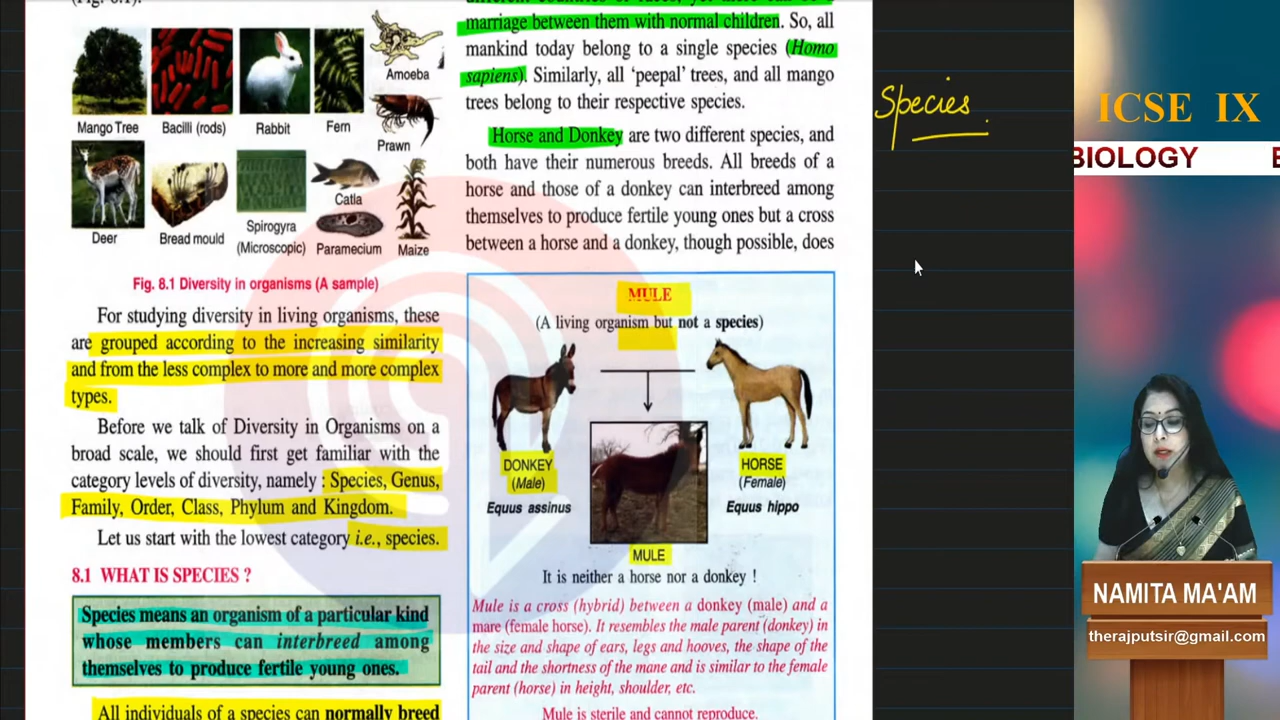 Mango Tree
Bacilli (rods)
Rabbit
Fern
Amoeba
Prawn
Deer
Bread mould
Spirogyra
(Microscopic)
Catla
Paramecium
Maize
Fig. 8.1 Diversity in organisms (A sample)
For studying diversity in living organisms, these
are grouped according to the increasing similarity
and from the less complex to more and more complex
types.
Before we talk of Diversity in Organisms on a
broad scale, we should first get familiar with the
category levels of diversity, namely : Species, Genus,
Family, Order, Class, Phylum and Kingdom.
Let us start with the lowest category i.e., species.
8.1 WHAT IS SPECIES ?
Species means an organism of a particular kind
whose members can interbreed among
themselves to produce fertile young ones.
All individuals of a species can normally breed
marriage between them with normal children. So, all
mankind today belong to a single species (Homo
sapiens). Similarly, all ‘peepal’ trees, and all mango
trees belong to their respective species.
Horse and Donkey are two different species, and
both have their numerous breeds. All breeds of a
horse and those of a donkey can interbreed among
themselves to produce fertile young ones but a cross
between a horse and a donkey, though possible, does
MULE
(A living organism but not a species)
DONKEY
(Male)
Equus assinus
HORSE
(Female)
Equus hippo
MULE
It is neither a horse nor a donkey !
Mule is a cross (hybrid) between a donkey (male) and a
mare (female horse). It resembles the male parent (donkey) in
the size and shape of ears, legs and hooves, the shape of the
tail and the shortness of the mane and is similar to the female
parent (horse) in height, shoulder, etc.
Mule is sterile and cannot reproduce.
Species
ICSE IX
BIOLOGY
NAMITA MA'AM
therajputsir@gmail.com